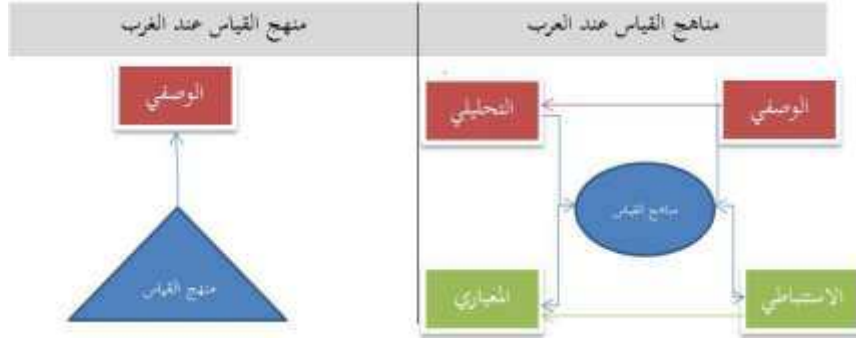 مناهج القياس عند العرب
منهج القياس عند الغرب
الوصفي
التحليلي
مناهج القياس
الاستنباطي
المعياري
الوصفي
منهج القياس